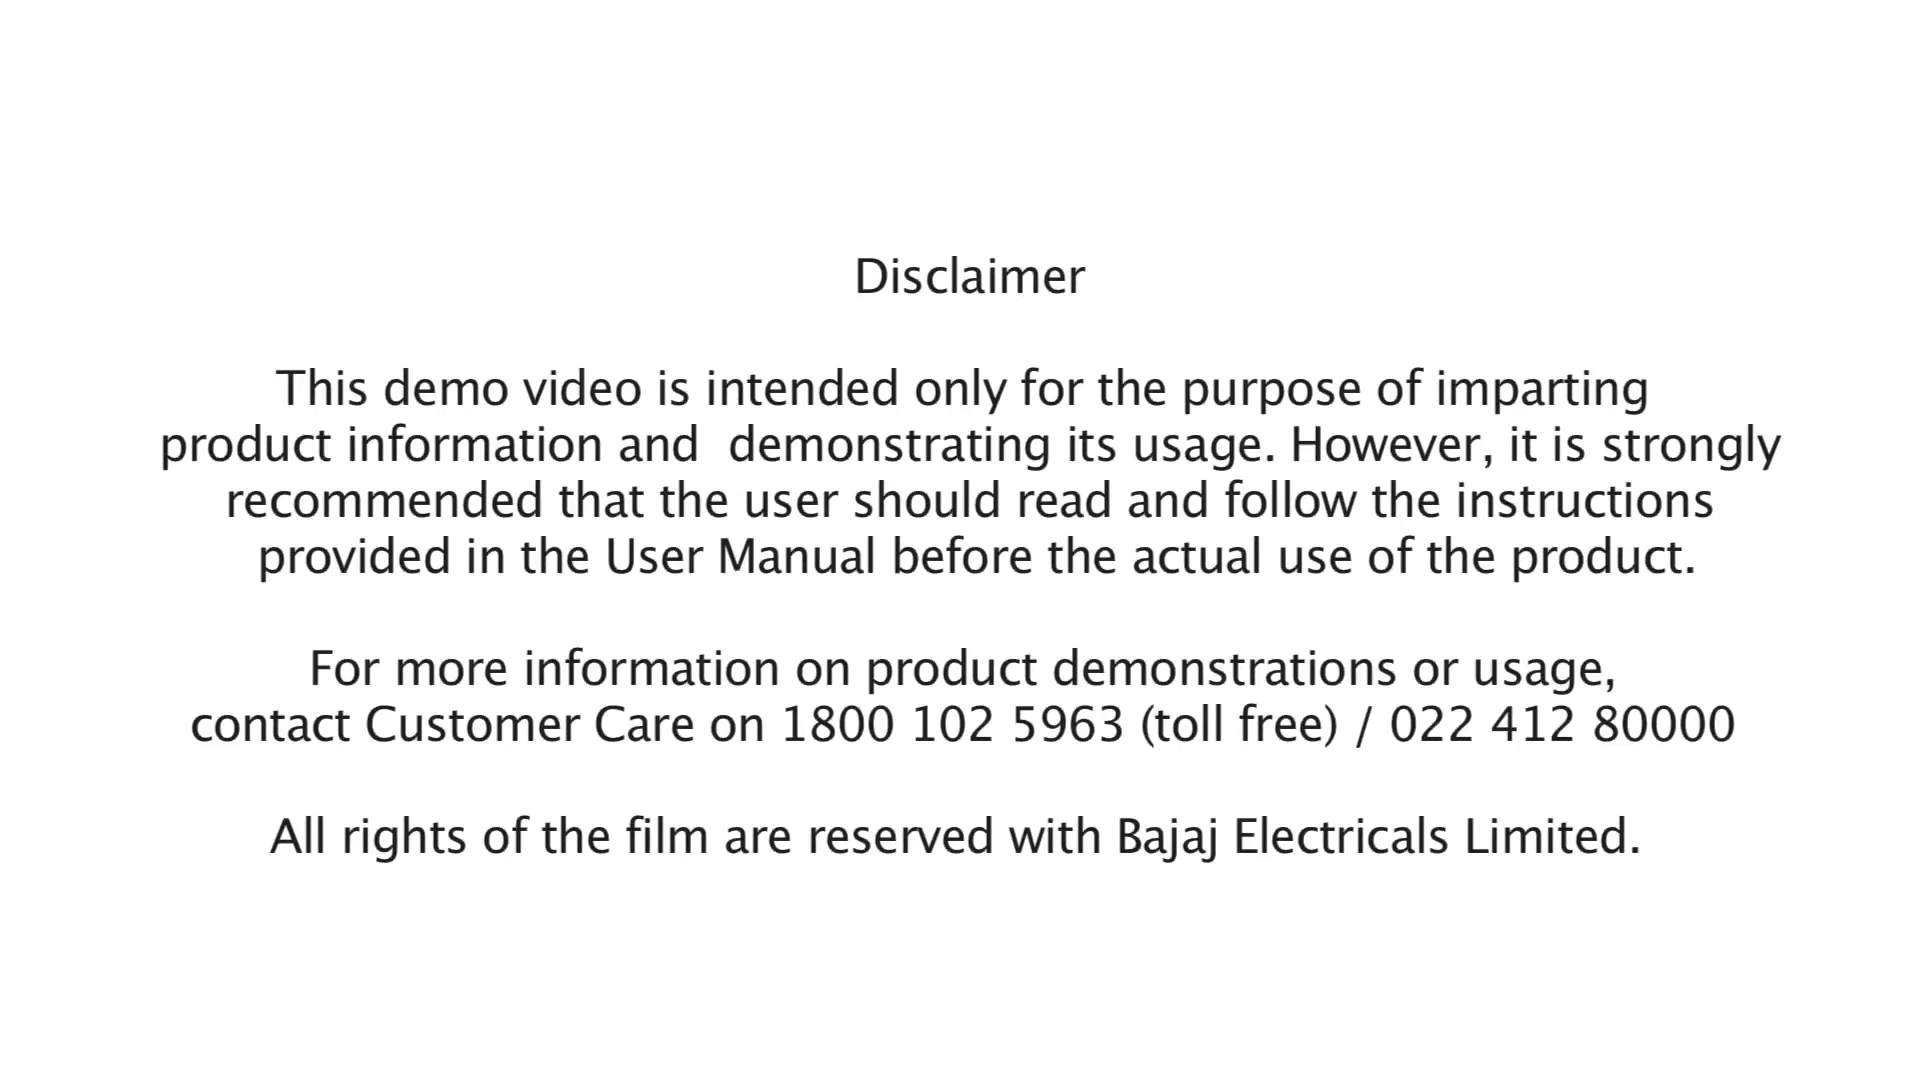 Disclaimer
This demo video is intended only for the purpose of imparting
product information and  demonstrating its usage. However, it is strongly
recommended that the user should read and follow the instructions
provided in the User Manual before the actual use of the product.
For more information on product demonstrations or usage,
contact Customer Care on 1800 102 5963 (toll free) / 022 412 80000
All rights of the film are reserved with Bajaj Electricals Limited.